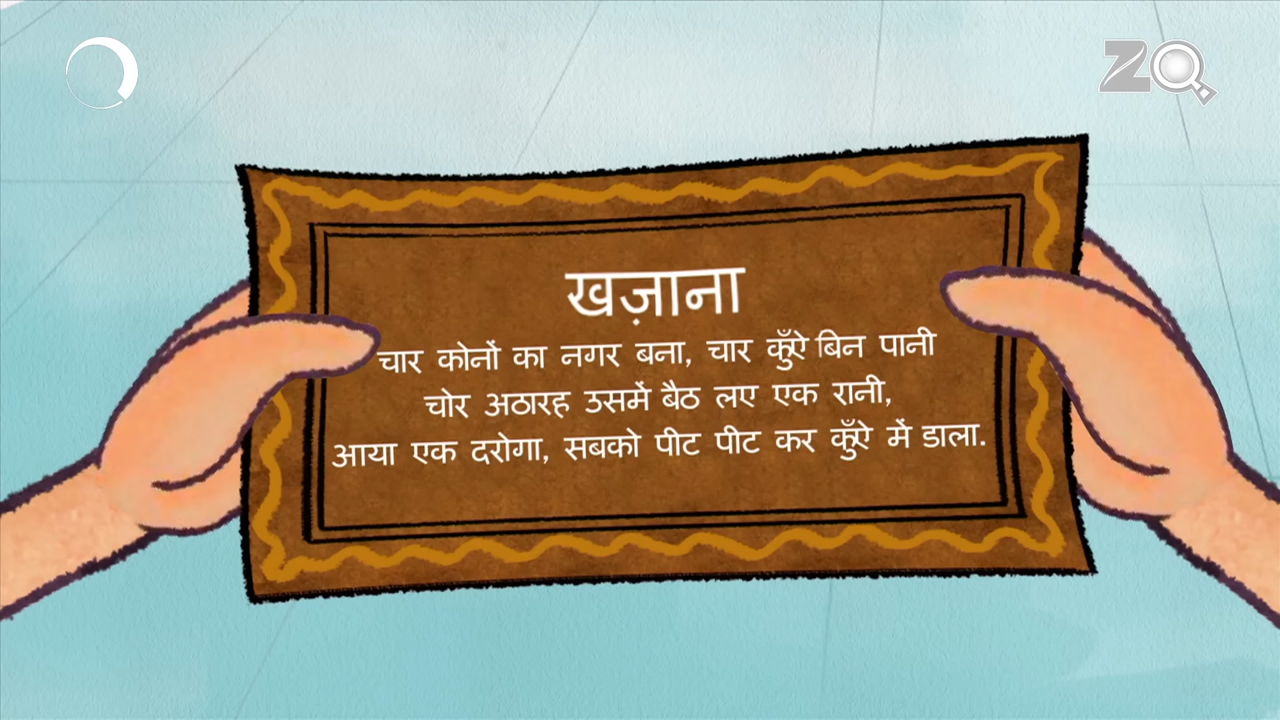 ZQ
खज़ाना
चार कोनों का नगर बना, चार कुँऐ बिन पानी
चोर अठारह उसमें बैठ लए एक रानी,
आया एक दरोगा, सबको पीट पीट कर कुँऐ में डाला.